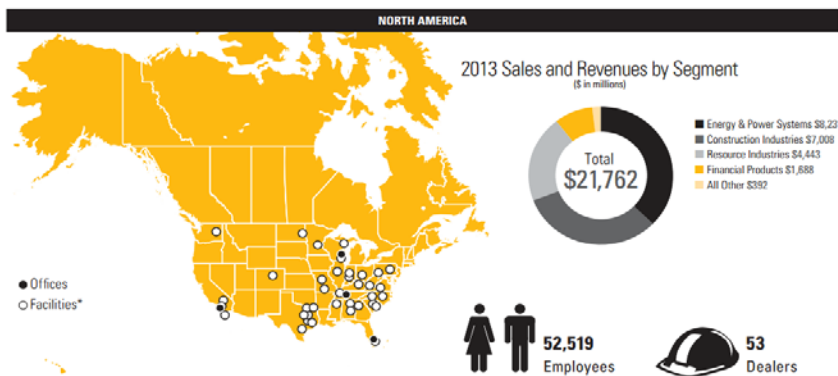 NORTH AMERICA
2013 Sales and Revenues by Segment
($ in millions)
Energy & Power Systems $8,23
Construction Industries $7,008
Resource Industries $4,443
Financial Products $1,688
All Other $392
Total
$21,762
Offices
Facilities*
52,519
Employees
53
Dealers